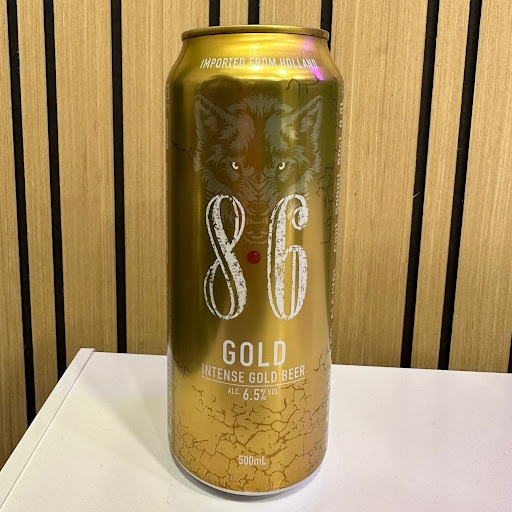 IMPORTED FROM HOLLAND
8.6
GOLD
INTENSE GOLD BEER
ALC 6.5% VOL
500mL